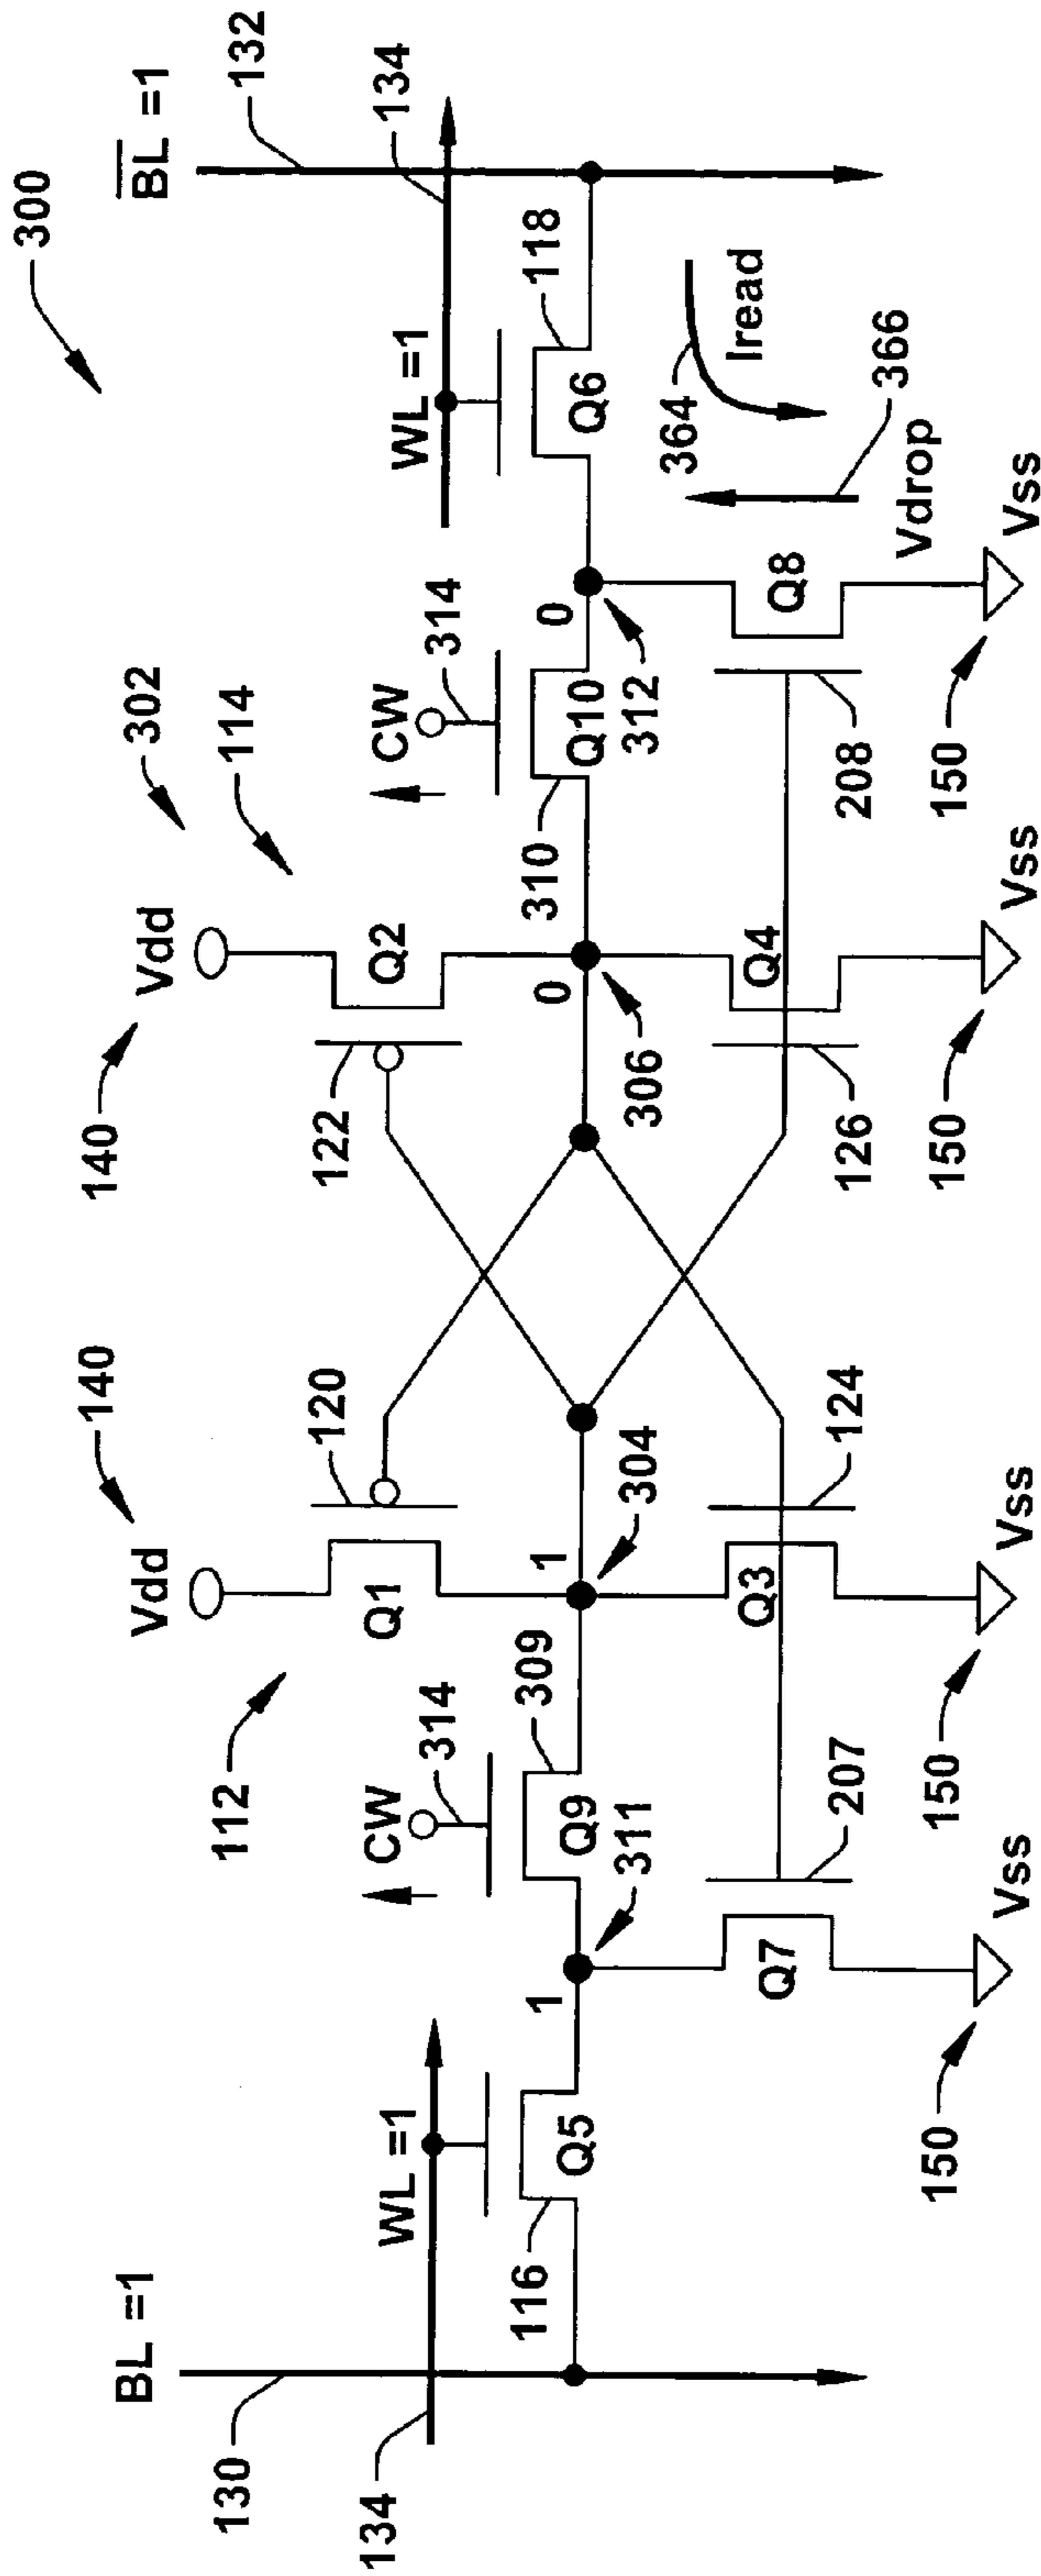 300
302
114
140
140
112
BL =1
BL =1
130
132
134
134
WL =1
WL =1
Vdd
Vdd
CW
CW
314
314
120
122
Q1
Q2
Q5
116
Q9
309
310
Q10
118
Q6
1
1
0
0
311
304
306
312
Q3
Q4
Q7
Q8
207
124
126
208
364
Iread
Vdrop
366
150
150
150
150
Vss
Vss
Vss
Vss